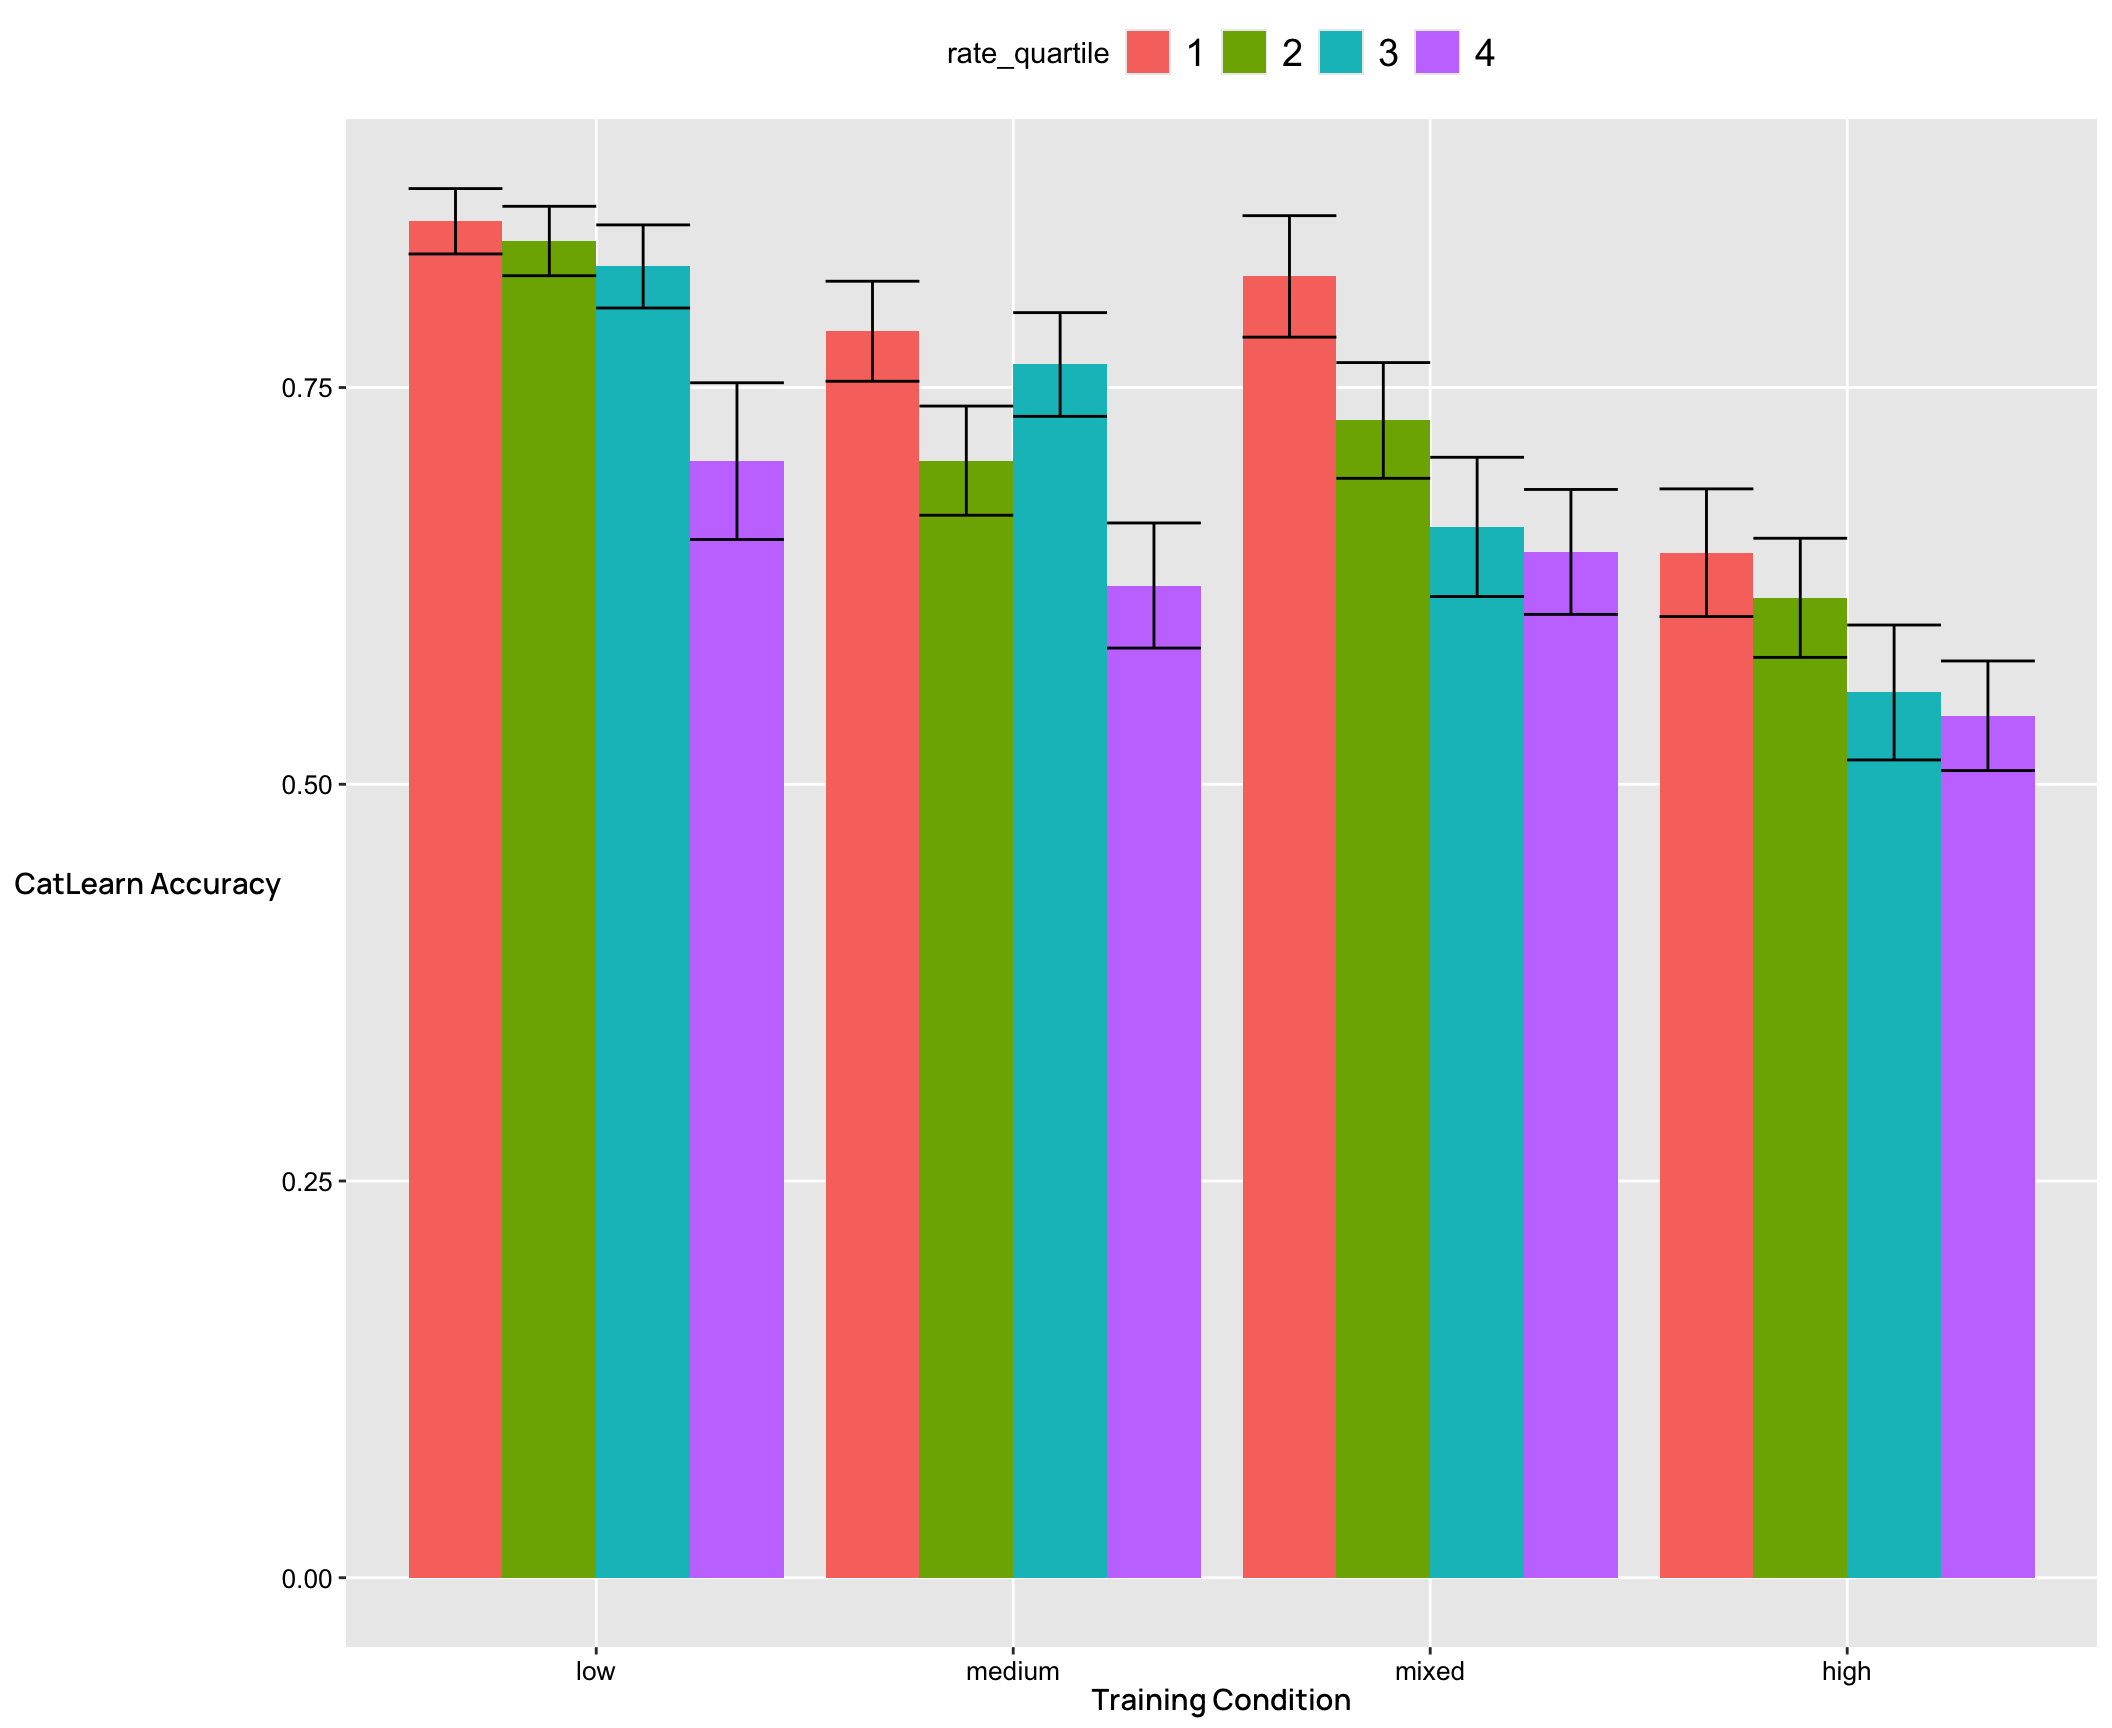 rate_quartile 1 2 3 4
0.75
0.50
CatLearn Accuracy
0.25
0.00
low medium mixed high
Training Condition